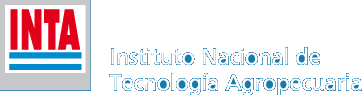 INTA
Instituto Nacional de
Tecnología Agropecuaria